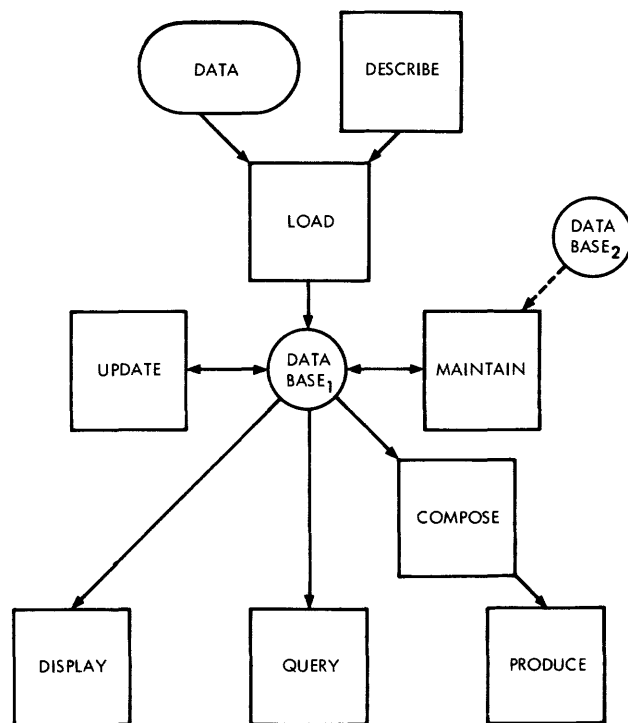 DATA
DESCRIBE
LOAD
DATA
BASE2
UPDATE
DATA
BASE1
MAINTAIN
COMPOSE
DISPLAY
QUERY
PRODUCE